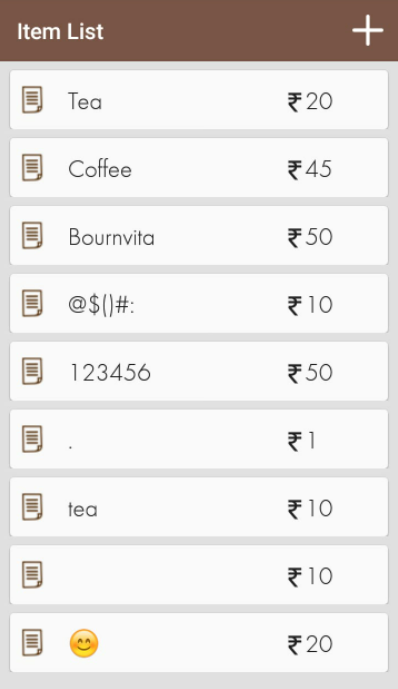 Item List
Tea ₹20
Coffee ₹45
Bournvita ₹50
@$()#: ₹10
123456 ₹50
. ₹1
tea ₹10
₹10
😊 ₹20